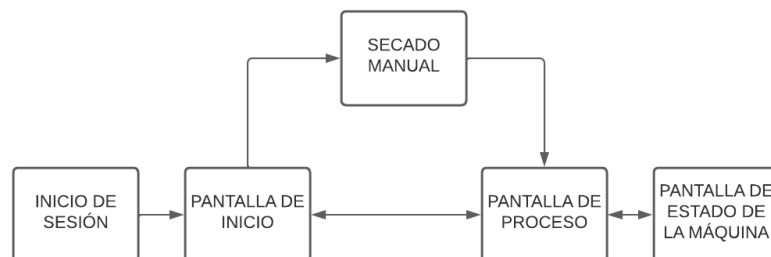 SECADO
MANUAL
INICIO DE
SESIÓN
PANTALLA DE
INICIO
PANTALLA DE
PROCESO
PANTALLA DE
ESTADO DE
LA MÁQUINA